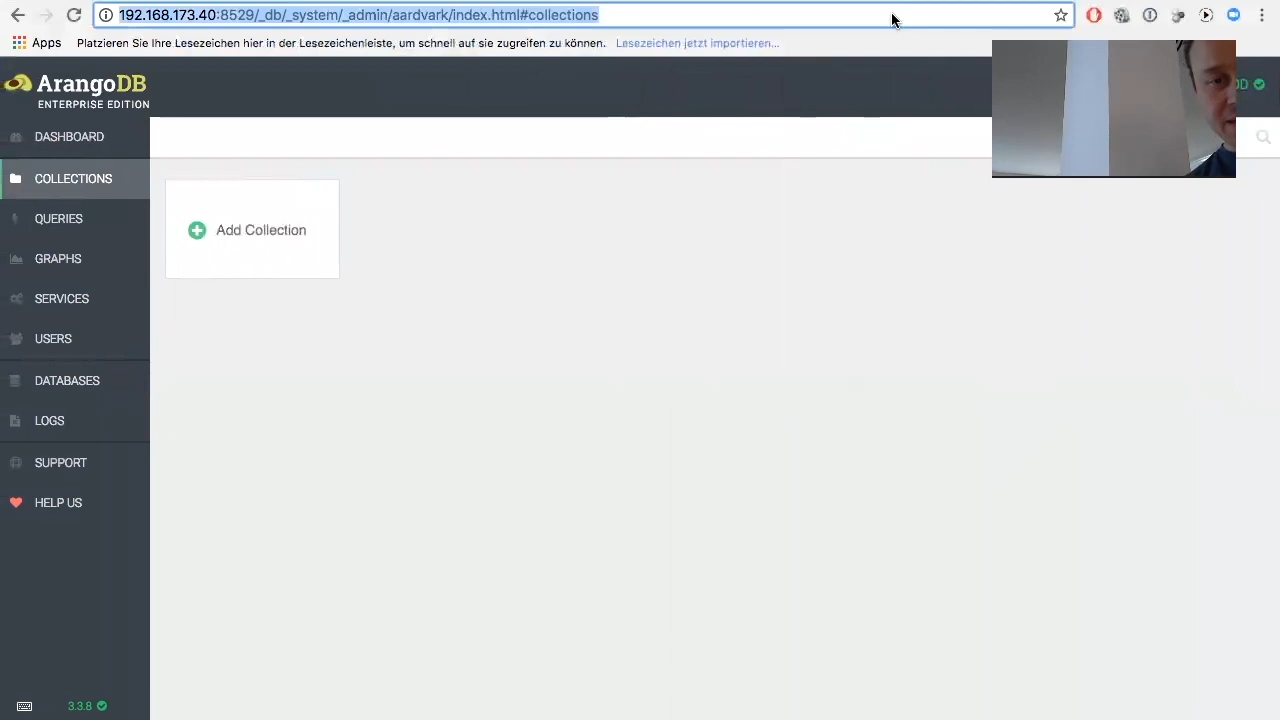 192.168.173.40:8529/_db/_system/_admin/aardvark/index.html#collections
Apps Platzieren Sie Ihre Lesezeichen hier in der Lesezeichenleiste, um schnell auf sie zugreifen zu können. Lesezeichen jetzt importieren...
ArangoDB
ENTERPRISE EDITION
DASHBOARD
COLLECTIONS
Add Collection
QUERIES
GRAPHS
SERVICES
USERS
DATABASES
LOGS
SUPPORT
HELP US
3.3.8